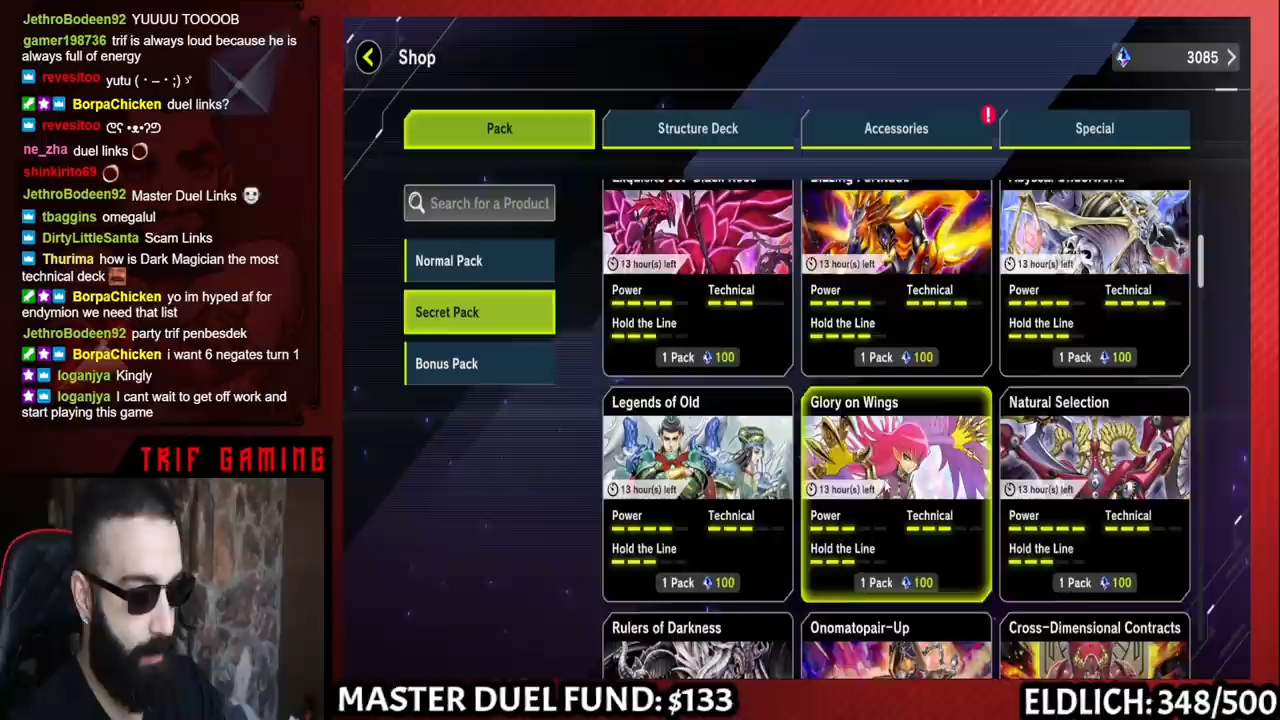 JethroBodeen92 YUUUU TOOOOB
gamer198736 trif is always loud because he is
always full of energy
revesitoo yutu
BorpaChicken duel links?
revesitoo
ne_zha duel links
shinkirito69
JethroBodeen92 Master Duel Links
tbaggins omegalul
DirtyLittleSanta Scam Links
Thurima how is Dark Magician the most
technical deck
BorpaChicken yo im hyped af for
endymion we need that list
JethroBodeen92 party trif penbesdek
BorpaChicken i want 6 negates turn 1
loganjya Kingly
loganjya I cant wait to get off work and
start playing this game
TRIF GAMING
Shop
3085
Pack
Structure Deck
Accessories
!
Special
Search for a Product
Normal Pack
Secret Pack
Bonus Pack
13 hour(s) left
13 hour(s) left
13 hour(s) left
Power Technical
Power Technical
Power Technical
Hold the Line
Hold the Line
Hold the Line
1 Pack 100
1 Pack 100
1 Pack 100
Legends of Old
Glory on Wings
Natural Selection
13 hour(s) left
13 hour(s) left
13 hour(s) left
Power Technical
Power Technical
Power Technical
Hold the Line
Hold the Line
Hold the Line
1 Pack 100
1 Pack 100
1 Pack 100
Rulers of Darkness
Onomatopair-Up
Cross-Dimensional Contracts
MASTER DUEL FUND: $133
ELDLICH: 348/500